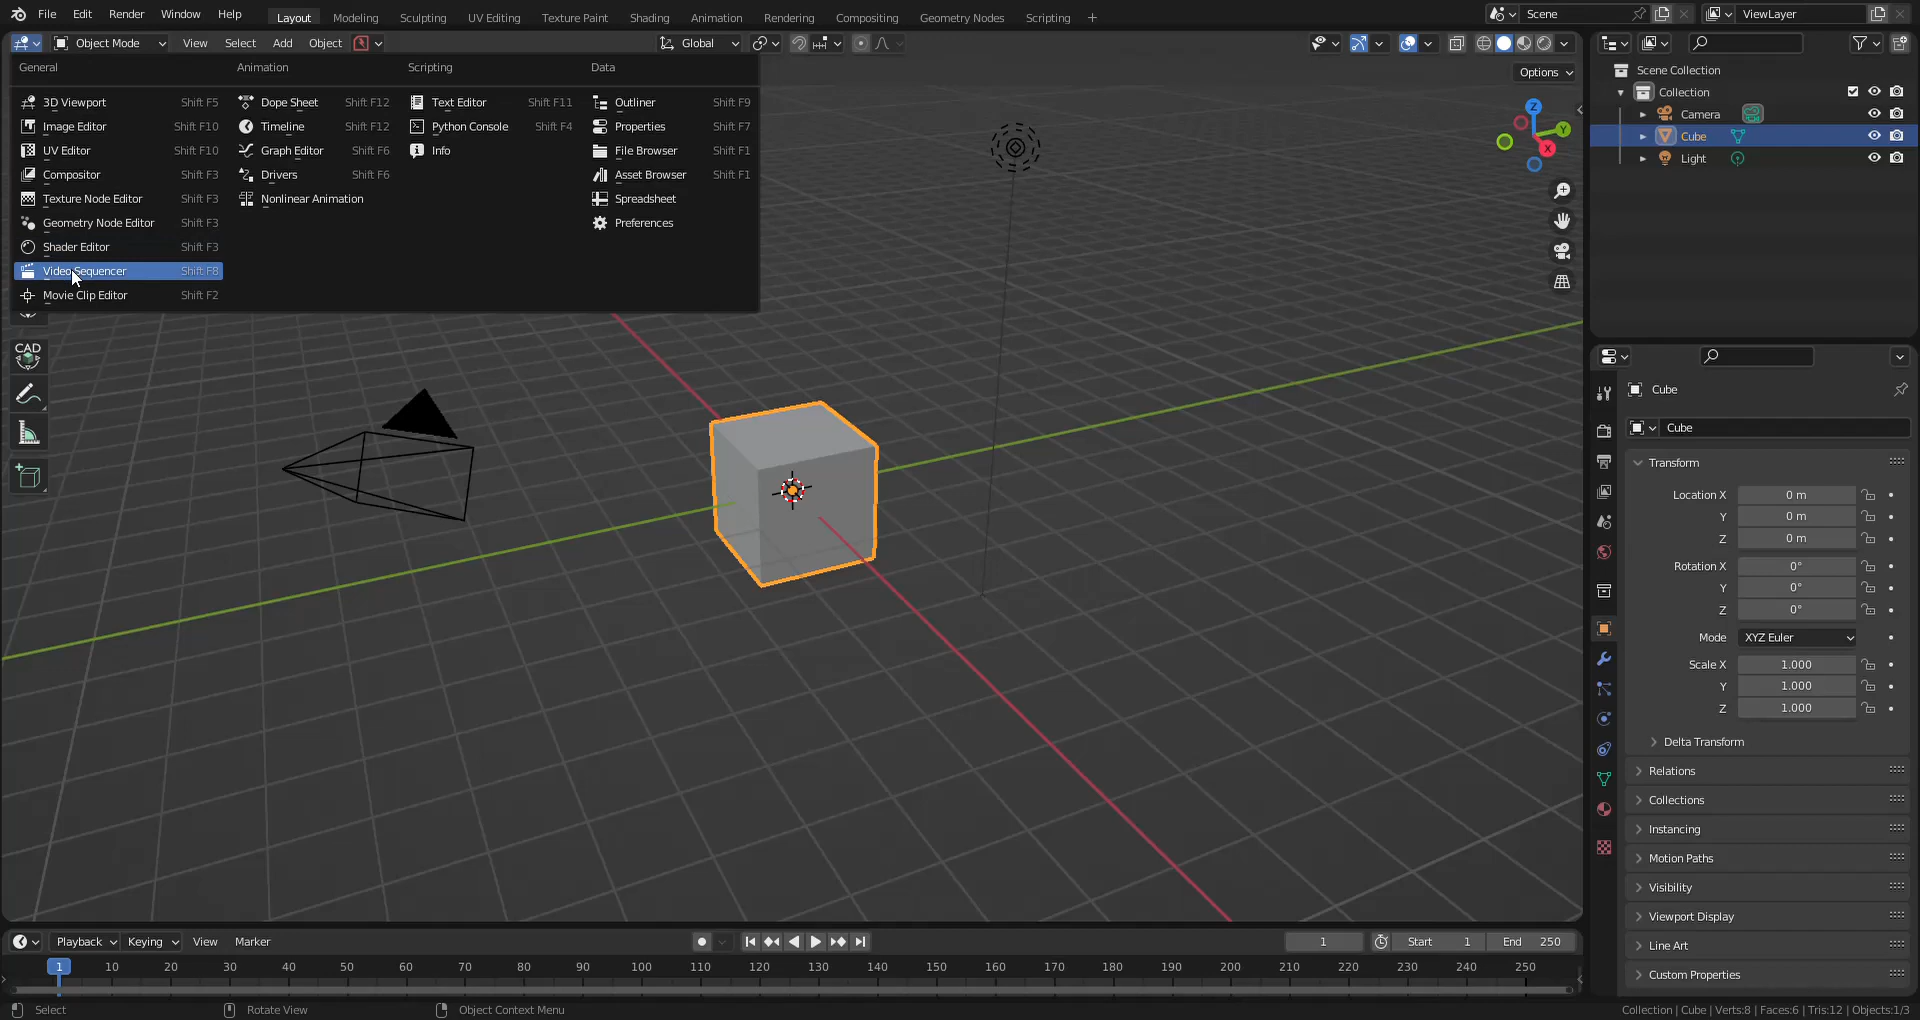 File Edit Render Window Help Layout Modeling Sculpting UV Editing Texture Paint Shading Animation Rendering Compositing Geometry Nodes Scripting + Scene ViewLayer
Object Mode View Select Add Object Global
Options
General Animation Scripting Data
3D Viewport Shift F5 Dope Sheet Shift F12 Text Editor Shift F11 Outliner Shift F9
Image Editor Shift F10 Timeline Shift F12 Python Console Shift F4 Properties Shift F7
UV Editor Shift F10 Graph Editor Shift F6 Info File Browser Shift F1
Compositor Shift F3 Drivers Shift F6 Asset Browser Shift F1
Texture Node Editor Shift F3 Nonlinear Animation Spreadsheet
Geometry Node Editor Shift F3 Preferences
Shader Editor Shift F3
Video Sequencer Shift F8
Movie Clip Editor Shift F2
Z
Y
X
CAD
Scene Collection
Collection
Camera
Cube
Light
Cube
Cube
Transform
Location X 0 m
Y 0 m
Z 0 m
Rotation X 0°
Y 0°
Z 0°
Mode XYZ Euler
Scale X 1.000
Y 1.000
Z 1.000
Delta Transform
Relations
Collections
Instancing
Motion Paths
Visibility
Viewport Display
Line Art
Custom Properties
Playback Keying View Marker 1 Start 1 End 250
1 10 20 30 40 50 60 70 80 90 100 110 120 130 140 150 160 170 180 190 200 210 220 230 240 250
Select Rotate View Object Context Menu Collection | Cube | Verts:8 | Faces:6 | Tris:12 | Objects:1/3